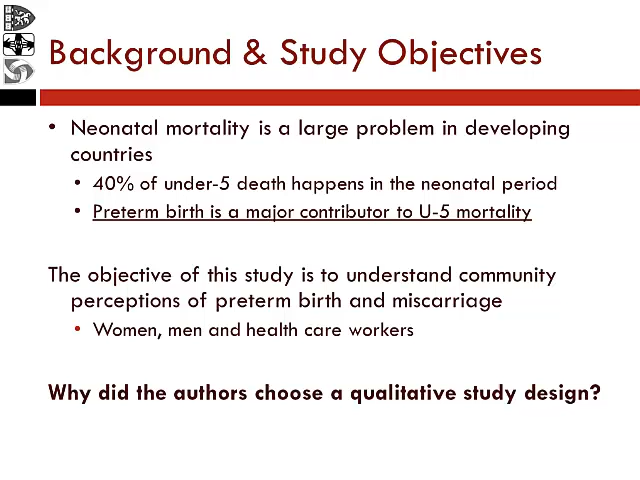 Background & Study Objectives
• Neonatal mortality is a large problem in developing
countries
• 40% of under-5 death happens in the neonatal period
• Preterm birth is a major contributor to U-5 mortality
The objective of this study is to understand community
perceptions of preterm birth and miscarriage
• Women, men and health care workers
Why did the authors choose a qualitative study design?